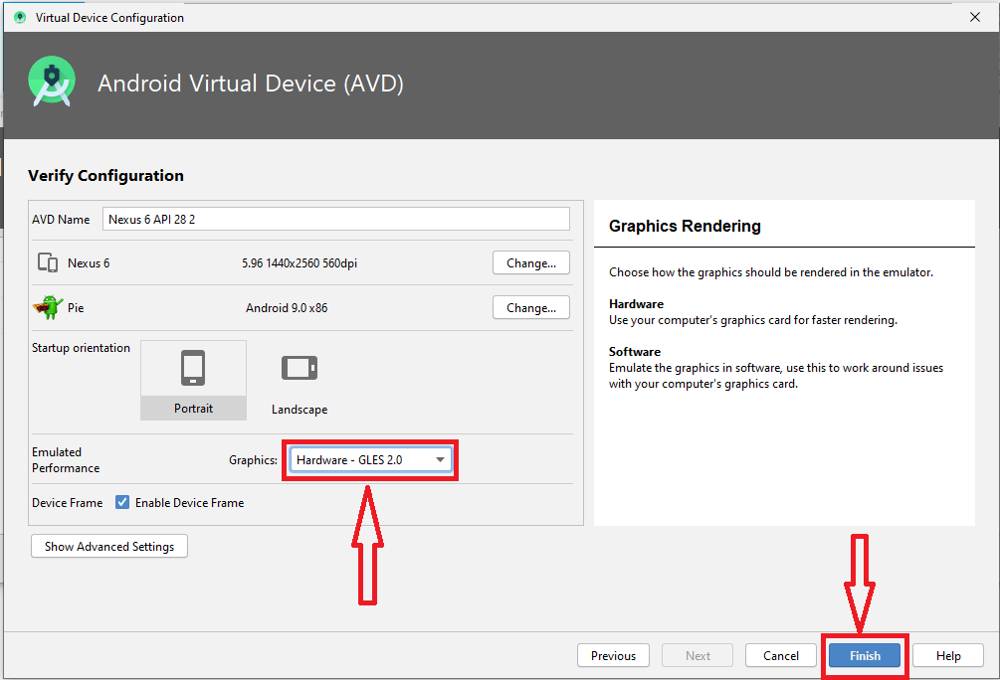 Virtual Device Configuration
Android Virtual Device (AVD)
Verify Configuration
AVD Name Nexus 6 API 28 2
Nexus 6 5.96 1440x2560 560dpi Change...
Pie Android 9.0 x86 Change...
Startup orientation
Portrait
Landscape
Emulated
Performance
Graphics: Hardware - GLES 2.0
Device Frame Enable Device Frame
Show Advanced Settings
Graphics Rendering
Choose how the graphics should be rendered in the emulator.
Hardware
Use your computer's graphics card for faster rendering.
Software
Emulate the graphics in software, use this to work around issues
with your computer's graphics card.
Previous Next Cancel Finish Help